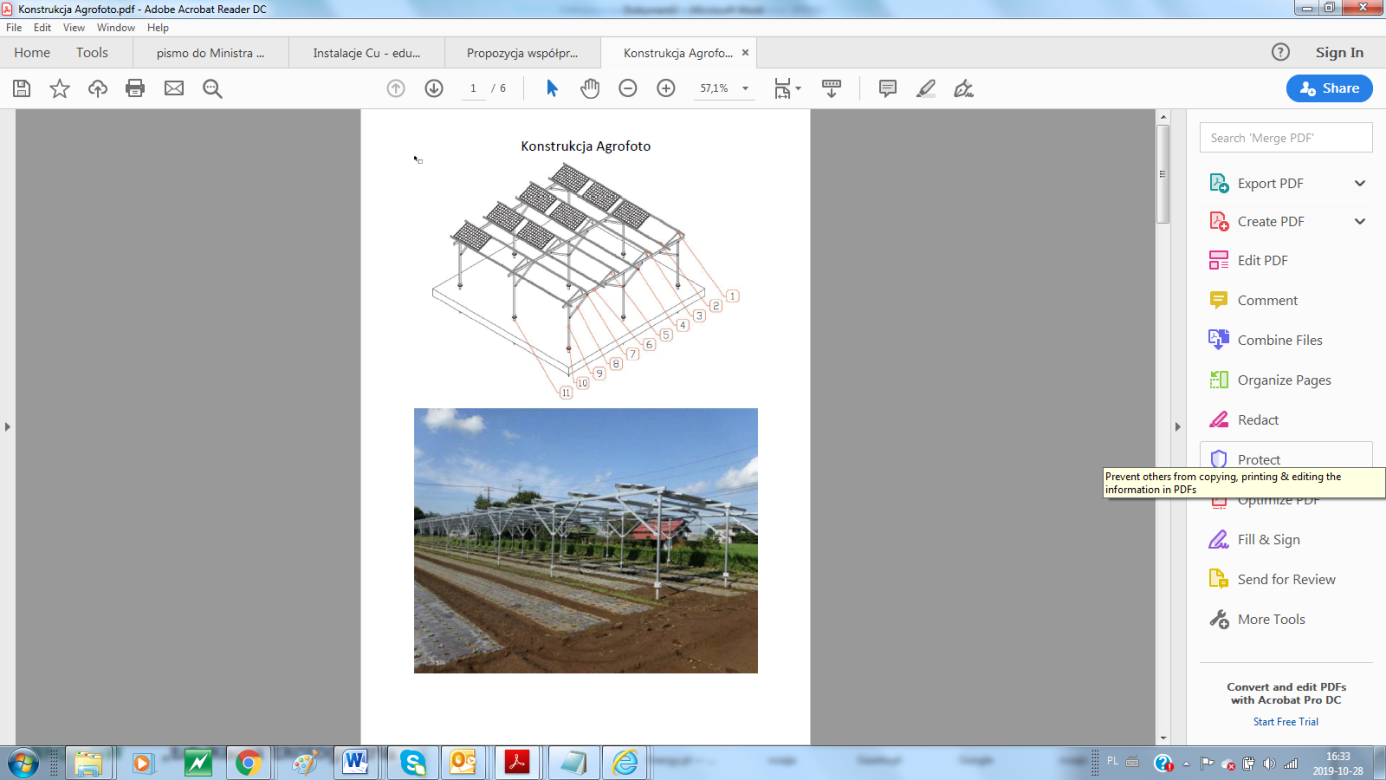 Konstrukcja Agrofoto.pdf - Adobe Acrobat Reader DC
File Edit View Window Help
Home Tools pismo do Ministra ... Instalacje Cu - edu... Propozycja współpr... Konstrukcja Agrofo... ×
? Sign In
1 / 6 57,1%
Share
Konstrukcja Agrofoto
1
2
3
4
5
6
7
8
9
10
11
Search 'Merge PDF'
Export PDF
Create PDF
Edit PDF
Comment
Combine Files
Organize Pages
Redact
Protect
Prevent others from copying, printing & editing the
information in PDFs
Optimize PDF
Fill & Sign
Send for Review
More Tools
Convert and edit PDFs
with Acrobat Pro DC
Start Free Trial
PL
16:33
2019-10-28